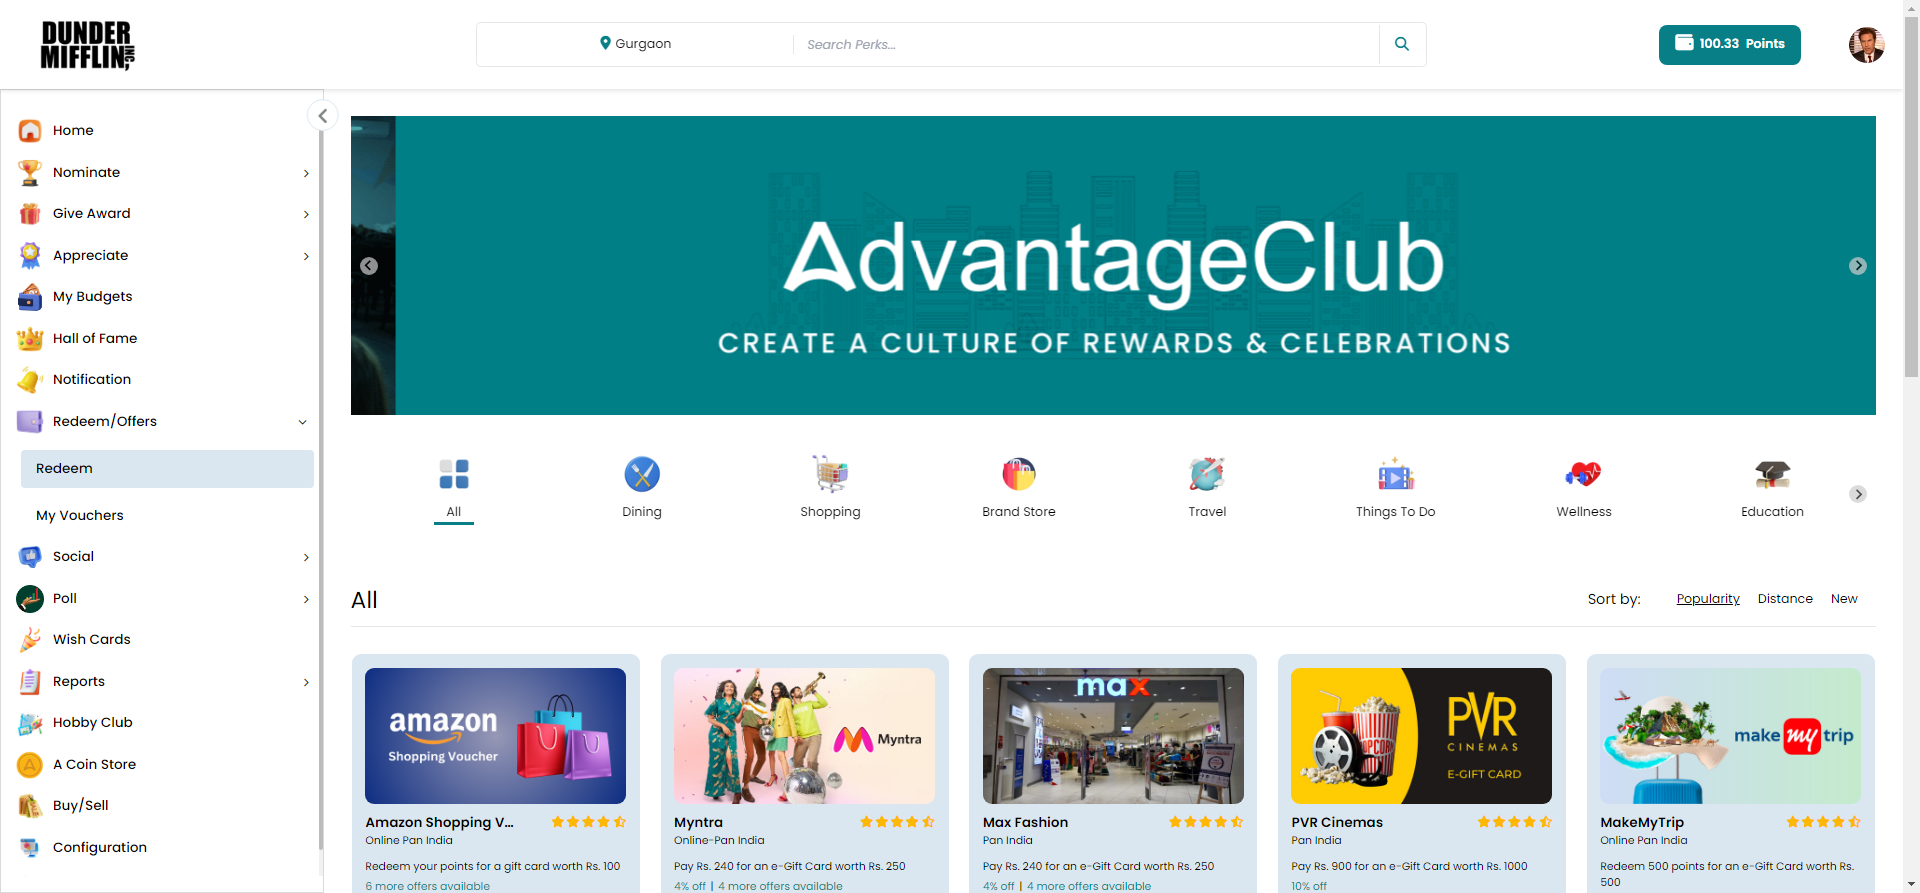 DUNDER
MIFFLIN INC,
Gurgaon
Search Perks...
100.33 Points
Home
Nominate
Give Award
Appreciate
My Budgets
Hall of Fame
Notification
Redeem/Offers
Redeem
My Vouchers
Social
Poll
Wish Cards
Reports
Hobby Club
A Coin Store
Buy/Sell
Configuration
AdvantageClub
CREATE A CULTURE OF REWARDS & CELEBRATIONS
All
Dining
Shopping
Brand Store
Travel
Things To Do
Wellness
Education
All
Sort by:
Popularity
Distance
New
amazon
Shopping Voucher
Amazon Shopping V...
Online Pan India
Redeem your points for a gift card worth Rs. 100
6 more offers available
Myntra
Myntra
Online-Pan India
Pay Rs. 240 for an e-Gift Card worth Rs. 250
4% off | 4 more offers available
max
Max Fashion
Pan India
Pay Rs. 240 for an e-Gift Card worth Rs. 250
4% off | 4 more offers available
POPCORN
PVR
CINEMAS
E-GIFT CARD
PVR Cinemas
Pan India
Pay Rs. 900 for an e-Gift Card worth Rs. 1000
10% off
make my trip
MakeMyTrip
Online Pan India
Redeem 500 points for an e-Gift Card worth Rs.
500